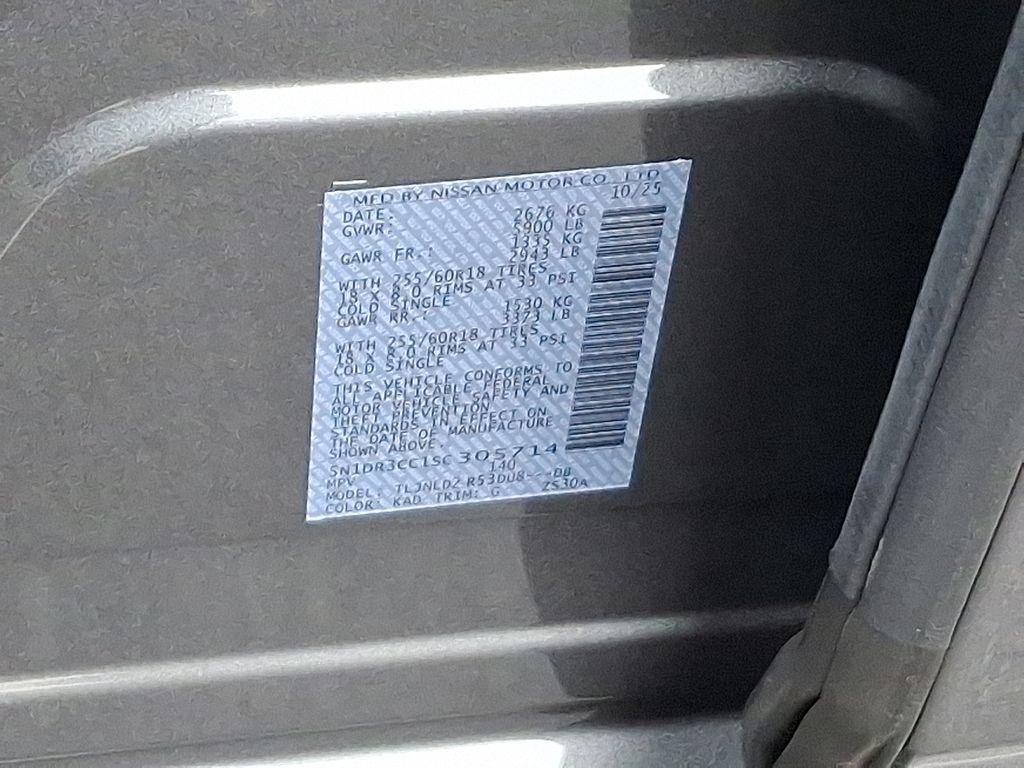 MFD BY NISSAN MOTOR CO., LTD
DATE: 10/25
GVWR: 2676 KG
5900 LB
GAWR FR.: 1335 KG
2943 LB
WITH 255/60R18 TIRES
18 X 8.0 RIMS AT 33 PSI
COLD SINGLE
GAWR RR.: 1530 KG
3373 LB
WITH 255/60R18 TIRES
18 X 8.0 RIMS AT 33 PSI
COLD SINGLE
THIS VEHICLE CONFORMS TO
ALL APPLICABLE FEDERAL
MOTOR VEHICLE SAFETY AND
THEFT PREVENTION
STANDARDS IN EFFECT ON
THE DATE OF MANUFACTURE
SHOWN ABOVE.
5N1DR3CC1SC 305714
MPV 140
MODEL: TLJNLDZ R53DU8---DB
COLOR: KAD TRIM: G ZS30A